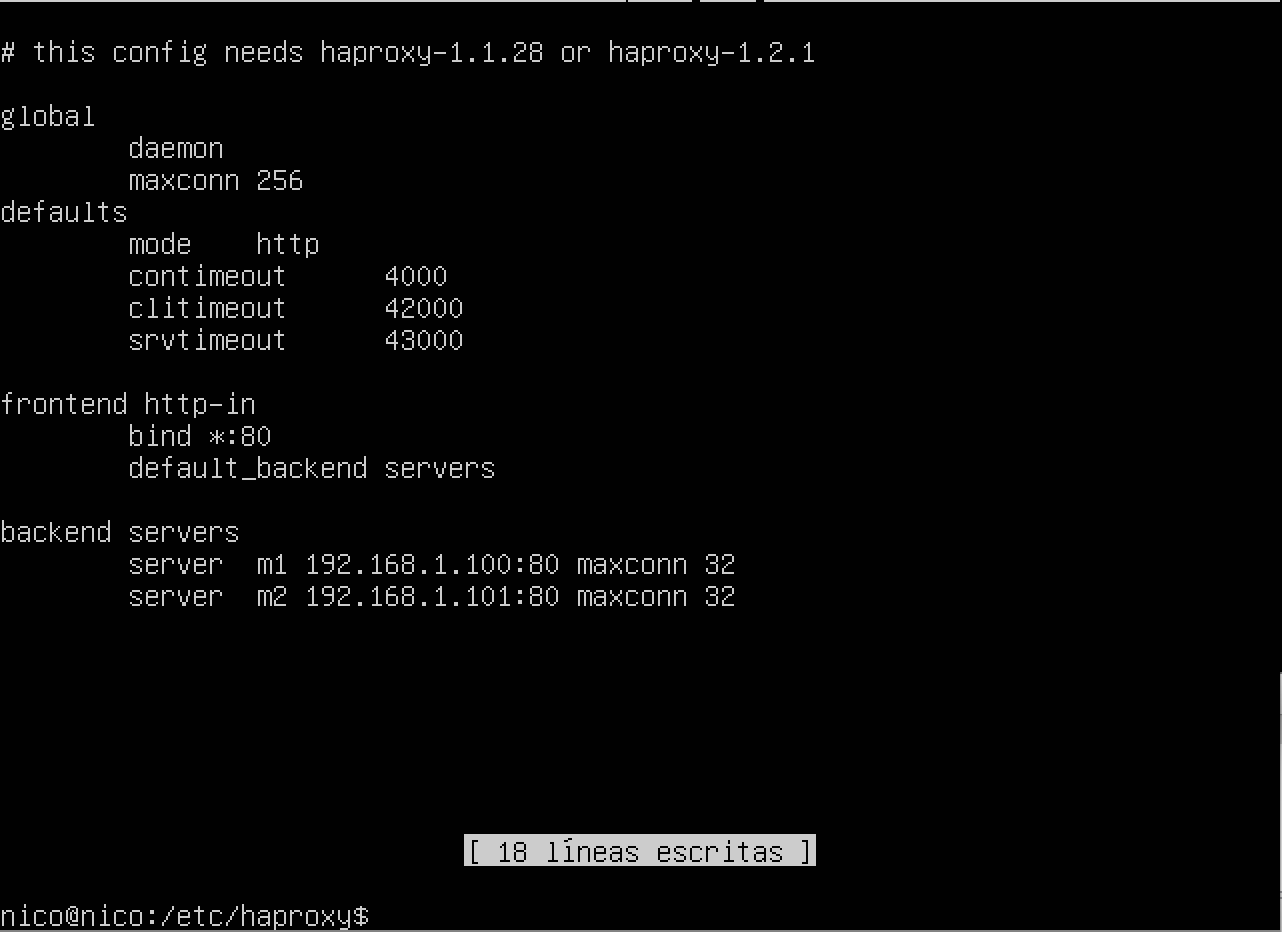 # this config needs haproxy-1.1.28 or haproxy-1.2.1
global
daemon
maxconn 256
defaults
mode http
contimeout 4000
clitimeout 42000
srvtimeout 43000
frontend http-in
bind *:80
default_backend servers
backend servers
server m1 192.168.1.100:80 maxconn 32
server m2 192.168.1.101:80 maxconn 32
[ 18 líneas escritas ]
nico@nico:/etc/haproxy$